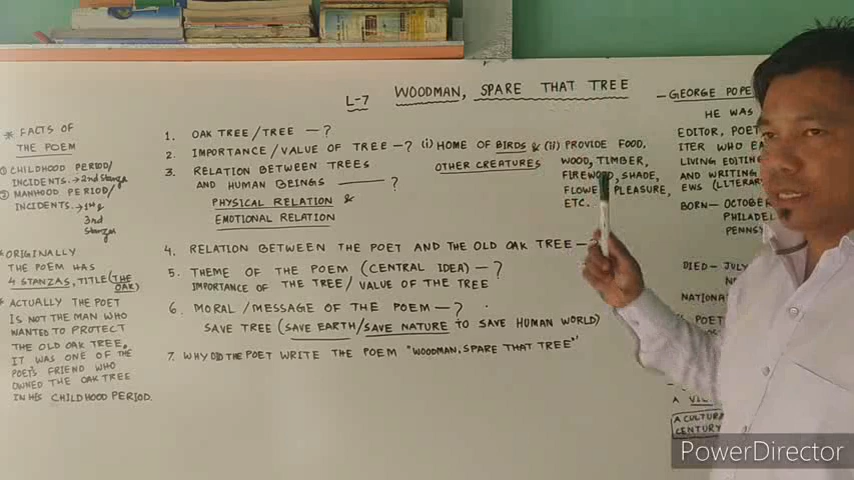 L-7 WOODMAN, SPARE THAT TREE
* FACTS OF
THE POEM
① CHILDHOOD PERIOD/
INCIDENTS. → 2nd Stanza
② MANHOOD PERIOD/
INCIDENTS. → 1st
3rd
Stanzas
* ORIGINALLY
THE POEM HAS
4 STANZAS, TITLE (THE
OAK)
* ACTUALLY THE POET
IS NOT THE MAN WHO
WANTED TO PROTECT
THE OLD OAK TREE,
IT WAS ONE OF THE
POET'S FRIEND WHO
OWNED THE OAK TREE
IN HIS CHILDHOOD PERIOD.
1. OAK TREE/TREE — ?
2. IMPORTANCE/VALUE OF TREE — ? (i) HOME OF BIRDS & (ii) PROVIDE FOOD,
OTHER CREATURES WOOD, TIMBER,
FIREWOOD, SHADE,
FLOWE PLEASURE,
ETC.
3. RELATION BETWEEN TREES
AND HUMAN BEINGS — ?
PHYSICAL RELATION &
EMOTIONAL RELATION
4. RELATION BETWEEN THE POET AND THE OLD OAK TREE —
5. THEME OF THE POEM (CENTRAL IDEA) — ?
IMPORTANCE OF THE TREE / VALUE OF THE TREE
6. MORAL/MESSAGE OF THE POEM — ?
SAVE TREE (SAVE EARTH/SAVE NATURE TO SAVE HUMAN WORLD)
7. WHY DID THE POET WRITE THE POEM "WOODMAN, SPARE THAT TREE"
— GEORGE POPE
HE WAS
EDITOR, POET
ITER WHO EA
LIVING EDITING
AND WRITING
EWS (LITERAR
BORN — OCTOBER
PHILADEL
PENNSY
DIED — JULY
NATIONA
A VIL
A CULTURA
CENTURY
PowerDirector